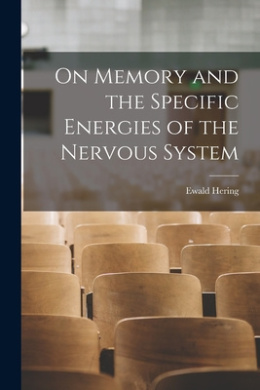 On Memory and
the Specific
Energies of the
Nervous System
Ewald Hering